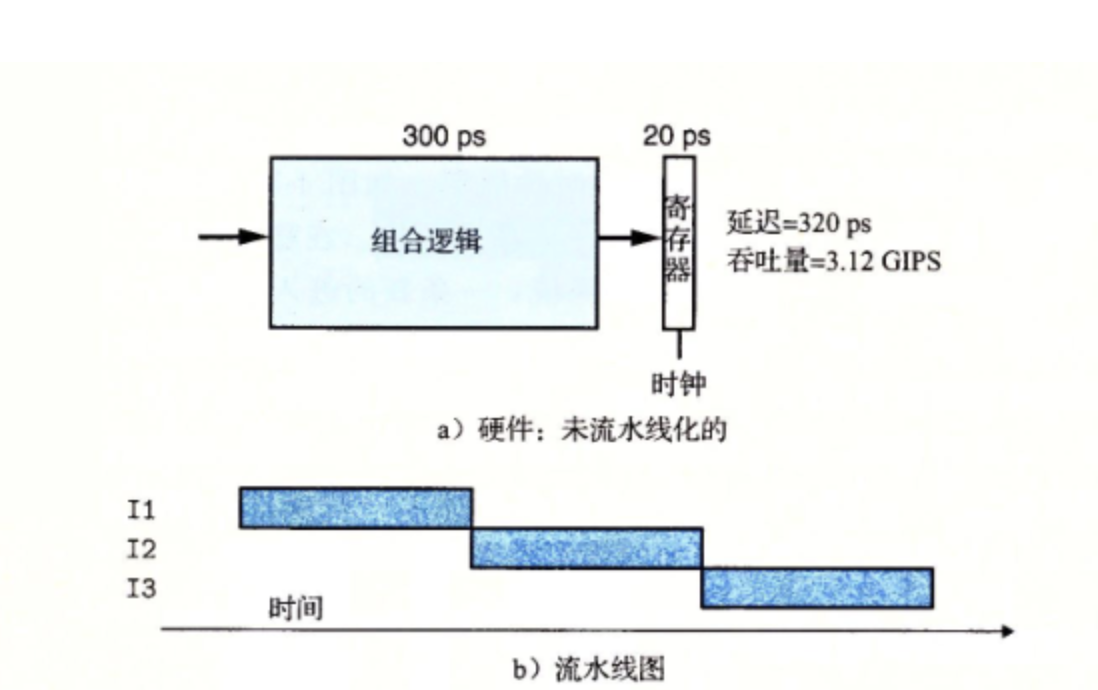 300 ps
20 ps
组合逻辑
寄存器
延迟=320 ps
吞吐量=3.12 GIPS
时钟
a）硬件：未流水线化的
I1
I2
I3
时间
b）流水线图